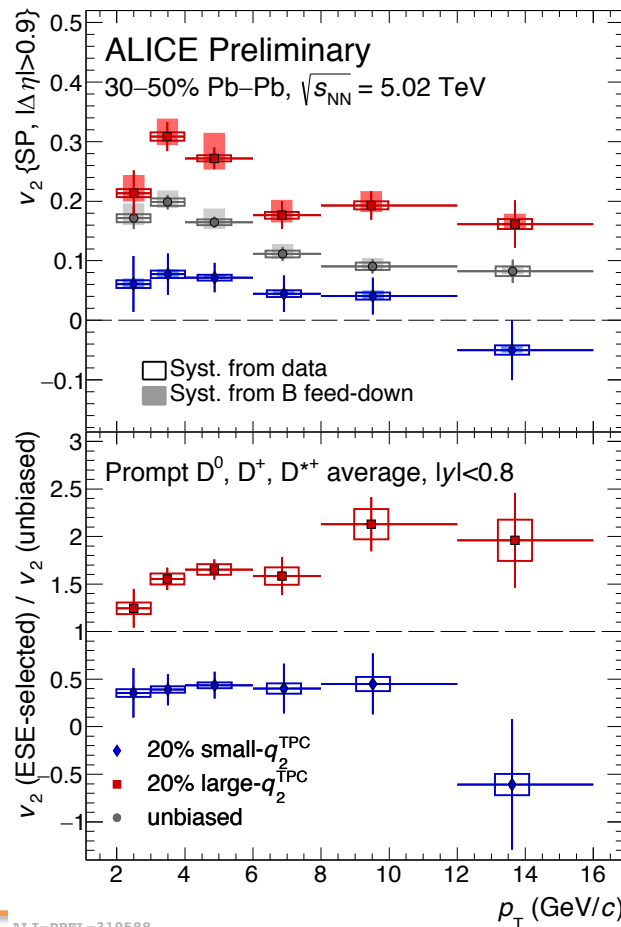 ALICE Preliminary
30–50% Pb–Pb, √sNN = 5.02 TeV
v2 {SP, |Δη|>0.9}
0.5
0.4
0.3
0.2
0.1
0
−0.1
Syst. from data
Syst. from B feed-down
Prompt D0, D+, D*+ average, |y|<0.8
v2 (ESE-selected) / v2 (unbiased)
3
2.5
2
1.5
1
0.5
0
−0.5
−1
20% small-q2TPC
20% large-q2TPC
unbiased
2 4 6 8 10 12 14 16
pT (GeV/c)
ALI-PREL-319588